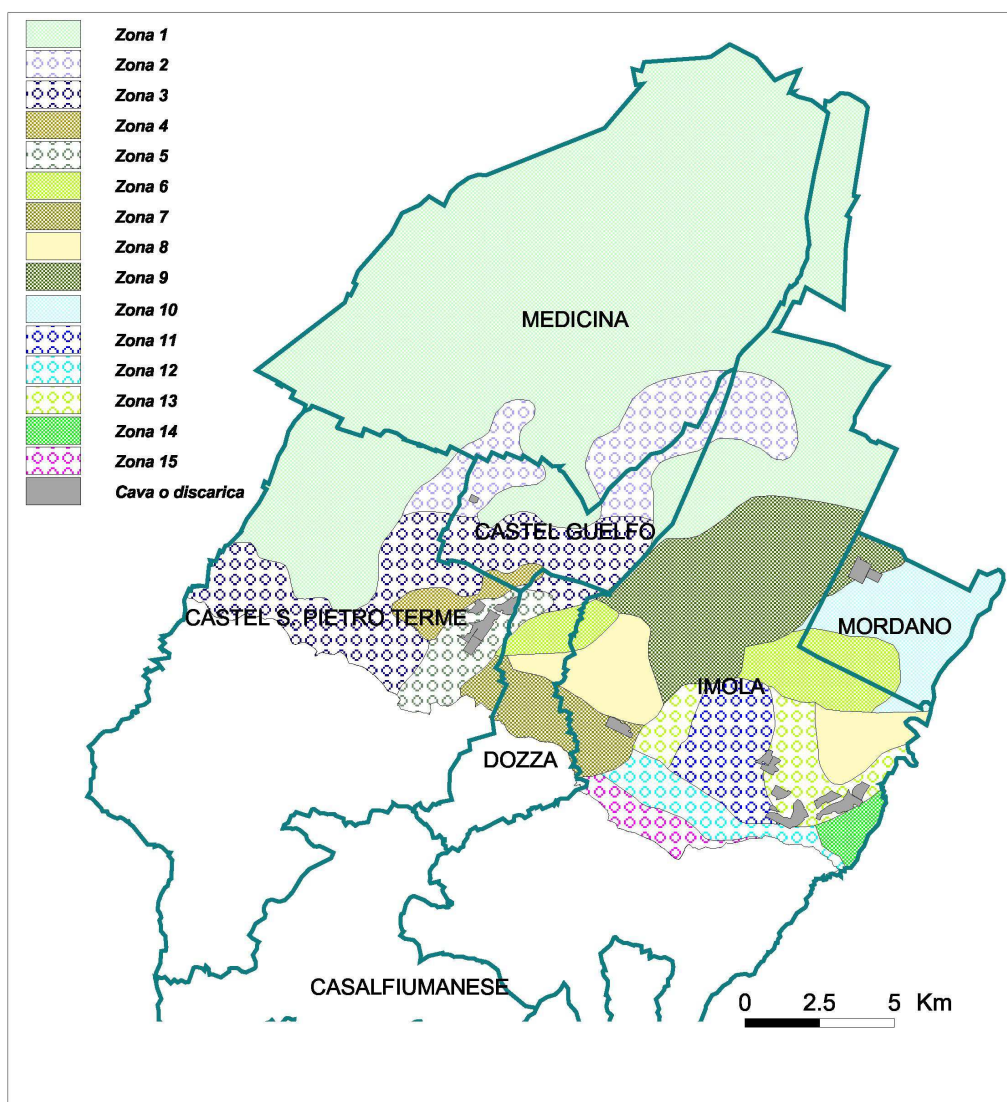 Zona 1
Zona 2
Zona 3
Zona 4
Zona 5
Zona 6
Zona 7
Zona 8
Zona 9
Zona 10
Zona 11
Zona 12
Zona 13
Zona 14
Zona 15
Cava o discarica
MEDICINA
CASTEL GUELFO
CASTEL S. PIETRO TERME
MORDANO
IMOLA
DOZZA
CASALFIUMANESE
0 2.5 5 Km